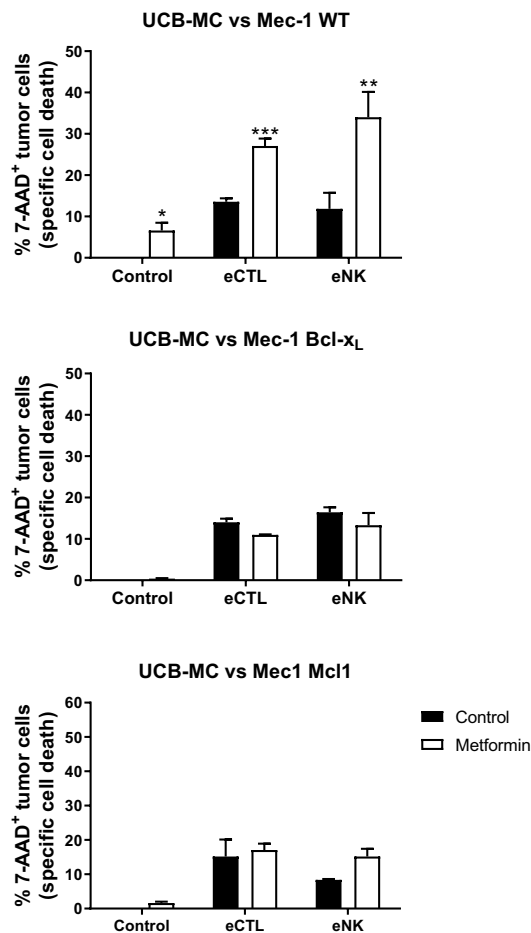 UCB-MC vs Mec-1 WT
% 7-AAD⁺ tumor cells
(specific cell death)
50
40
30
20
10
0
*
***
**
Control
eCTL
eNK
UCB-MC vs Mec-1 Bcl-xL
% 7-AAD⁺ tumor cells
(specific cell death)
50
40
30
20
10
0
Control
eCTL
eNK
UCB-MC vs Mec1 Mcl1
% 7-AAD⁺ tumor cells
(specific cell death)
60
50
40
30
20
10
0
Control
eCTL
eNK
Control
Metformin